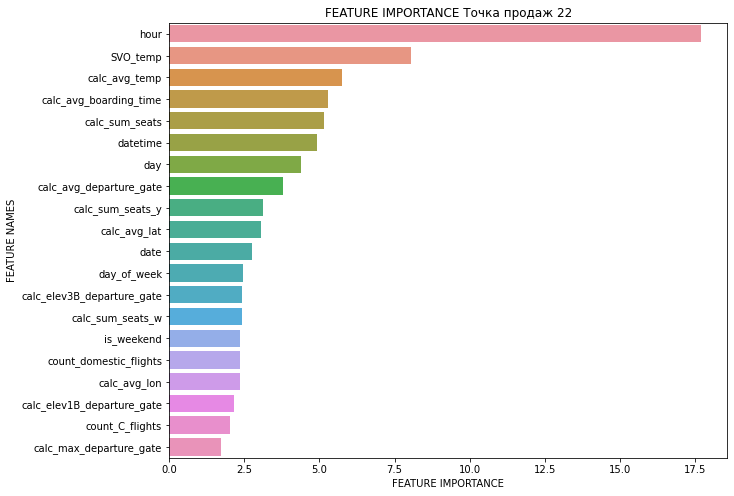 FEATURE IMPORTANCE Точка продаж 22
FEATURE NAMES
hour
SVO_temp
calc_avg_temp
calc_avg_boarding_time
calc_sum_seats
datetime
day
calc_avg_departure_gate
calc_sum_seats_y
calc_avg_lat
date
day_of_week
calc_elev3B_departure_gate
calc_sum_seats_w
is_weekend
count_domestic_flights
calc_avg_lon
calc_elev1B_departure_gate
count_C_flights
calc_max_departure_gate
0.0 2.5 5.0 7.5 10.0 12.5 15.0 17.5
FEATURE IMPORTANCE